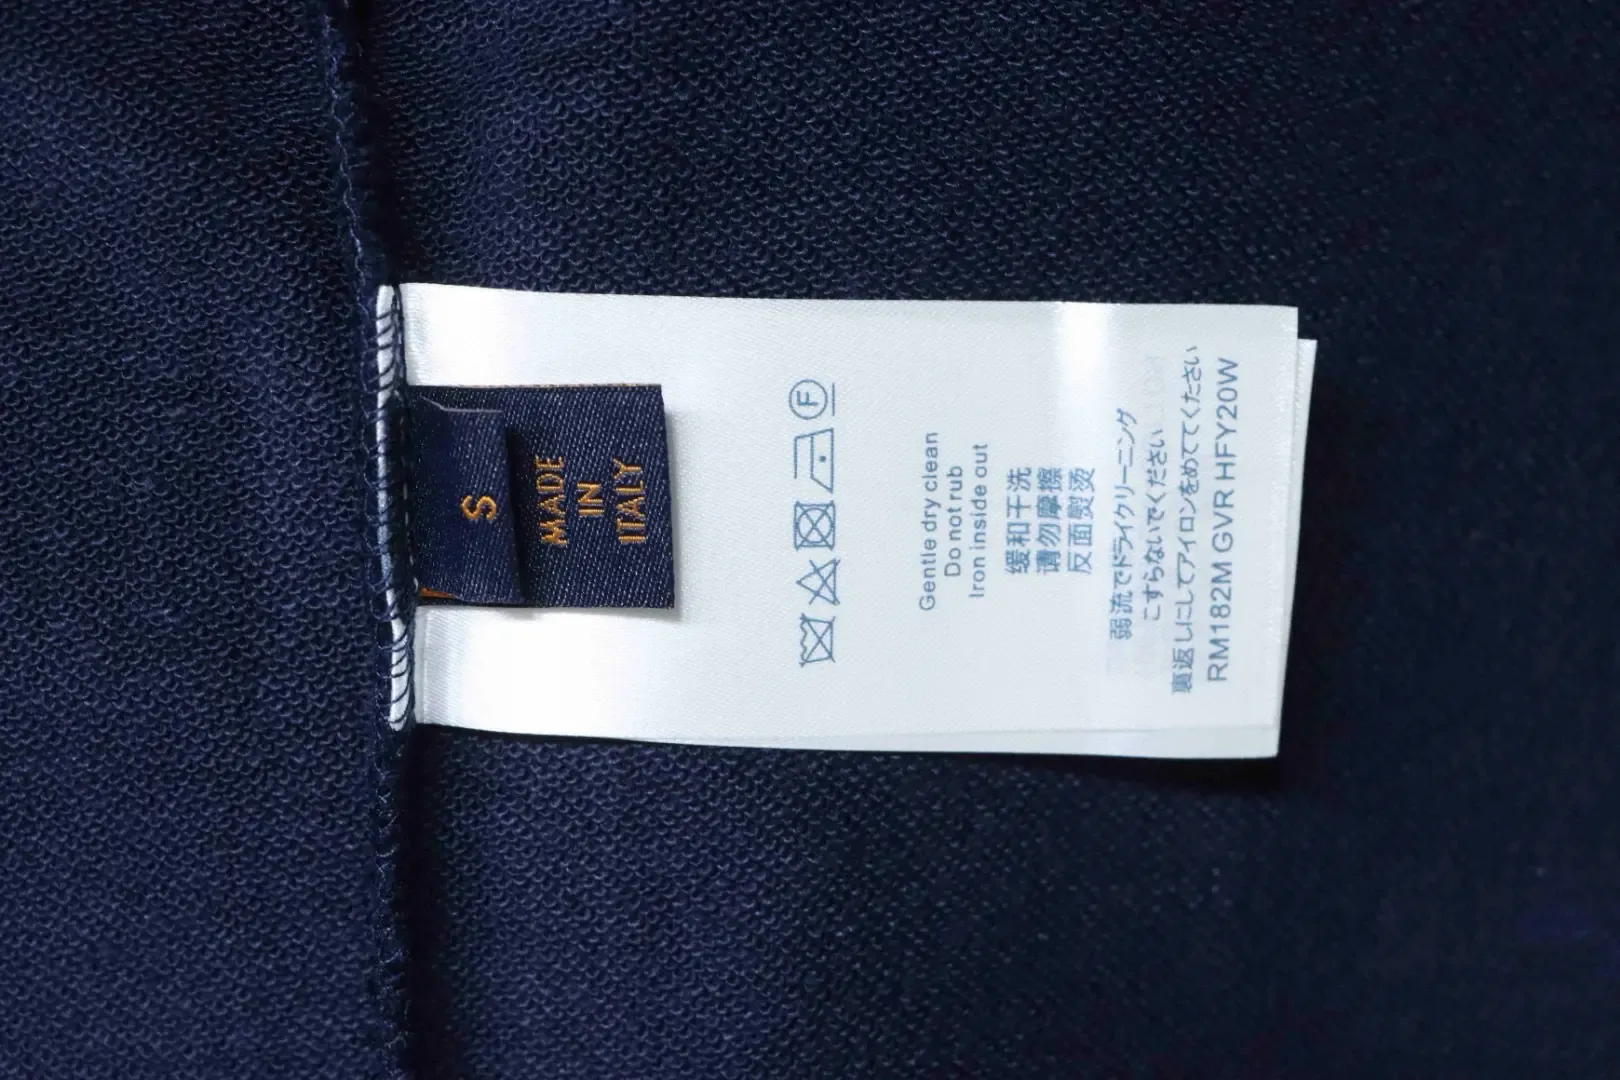 S
MADE
IN
ITALY
F
Gentle dry clean
Do not rub
Iron inside out
缓和干洗
请勿摩擦
反面熨烫
弱流でドライクリーニング
こすらないでください
裏返しにしてアイロンをめててください
RM182M GVR HFY20W